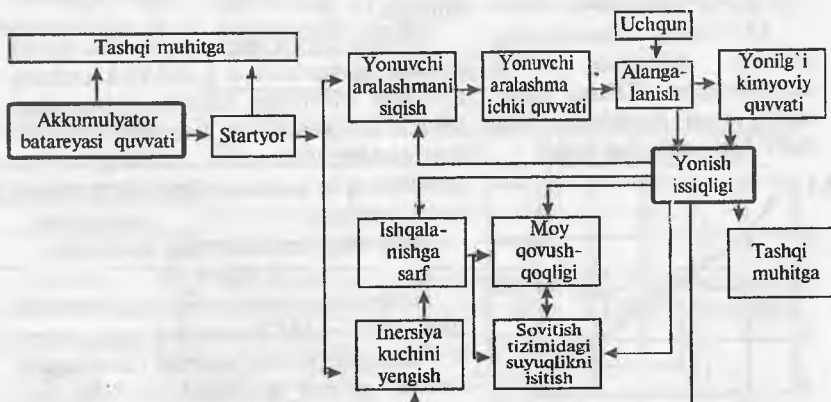 Uchqun
Tashqi muhitga
Yonuvchi
aralashmani
siqish
Yonuvchi
aralashma
ichki quvvati
Alanga-
lanish
Yonilg`i
kimyoviy
quvvati
Akkumulyator
batareyasi quvvati
Startyor
Yonish
issiqligi
Ishqala-
nishga
sarf
Moy
qovush-
qoqligi
Tashqi
muhitga
Inersiya
kuchini
yengish
Sovitish
tizimidagi
suyuqlikni
isitish